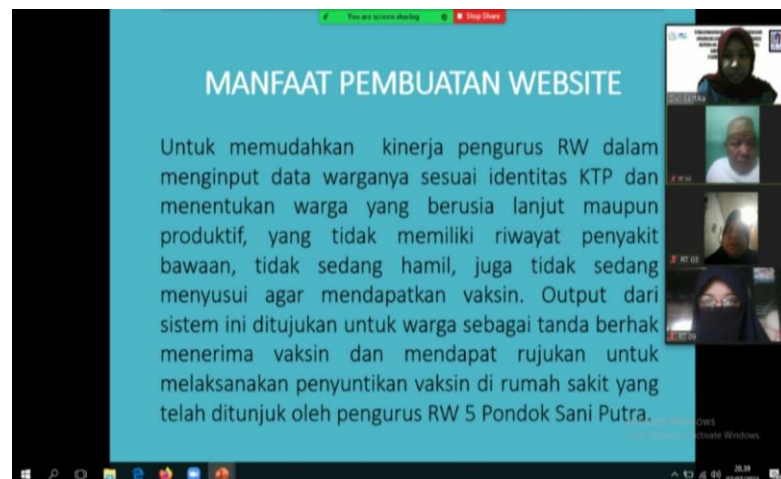 You are screen sharing
Stop Share
MANFAAT PEMBUATAN WEBSITE
Untuk memudahkan kinerja pengurus RW dalam
menginput data warganya sesuai identitas KTP dan
menentukan warga yang berusia lanjut maupun
produktif, yang tidak memiliki riwayat penyakit
bawaan, tidak sedang hamil, juga tidak sedang
menyusui agar mendapatkan vaksin. Output dari
sistem ini ditujukan untuk warga sebagai tanda berhak
menerima vaksin dan mendapat rujukan untuk
melaksanakan penyuntikan vaksin di rumah sakit yang
telah ditunjuk oleh pengurus RW 5 Pondok Sani Putra.
RT 03
RT 09
Activate Windows.
20.39